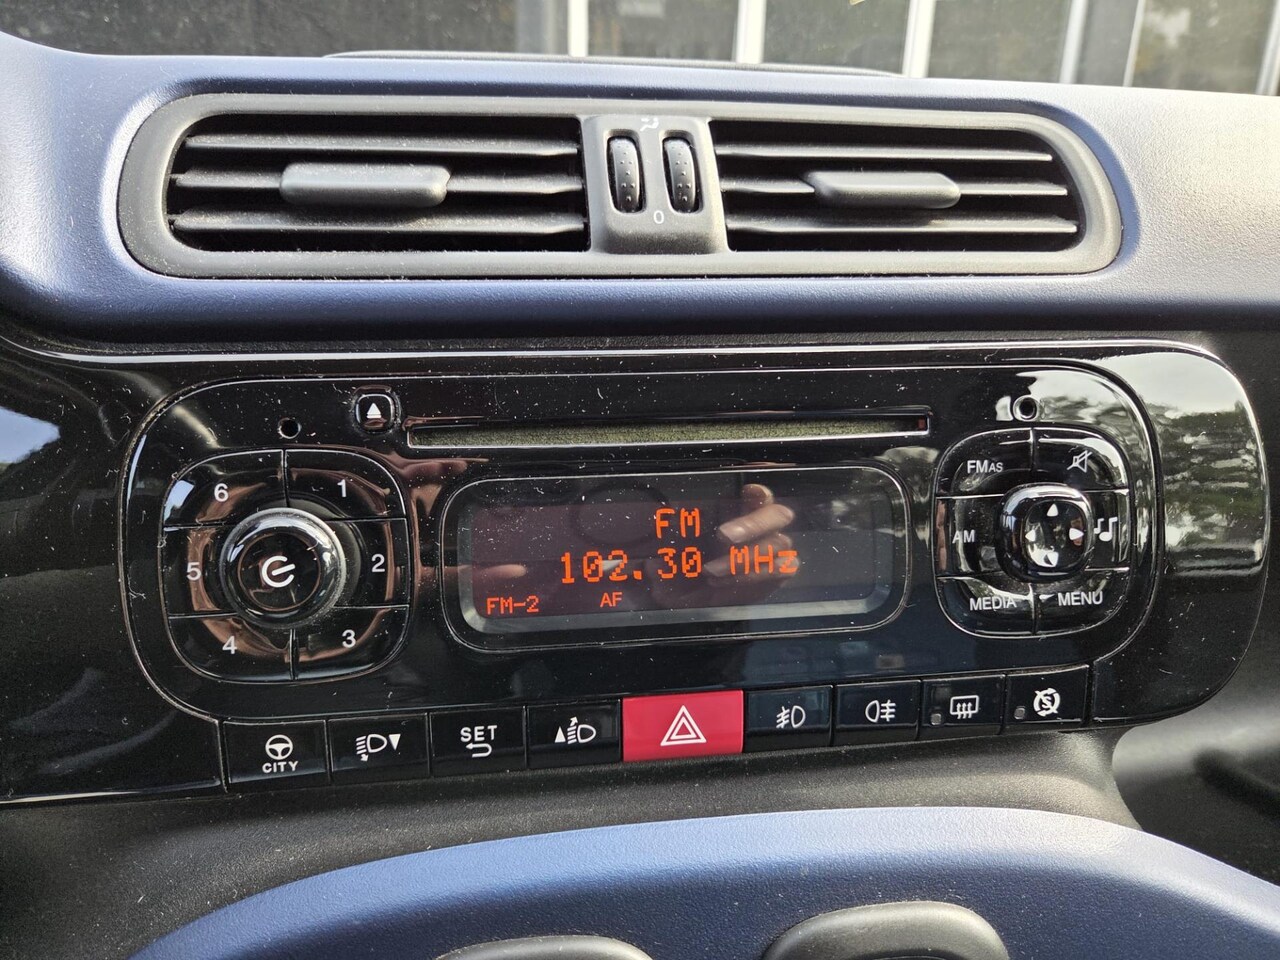 0
6 1
FMAS
5 2
AM
4 3
MEDIA MENU
FM
102.30 MHz
FM-2 AF
CITY
SET
S